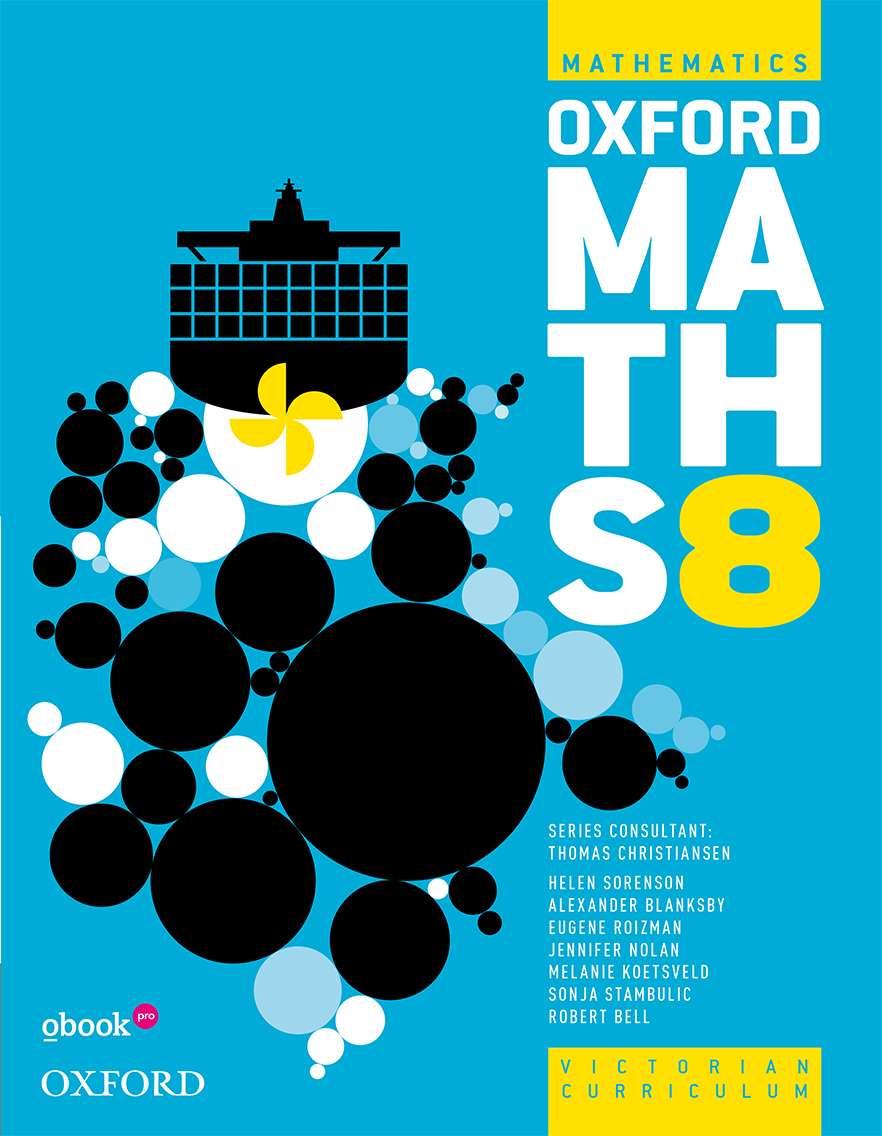 MATHEMATICS
OXFORD
MA
TH
S8
SERIES CONSULTANT:
THOMAS CHRISTIANSEN
HELEN SORENSON
ALEXANDER BLANKSBY
EUGENE ROIZMAN
JENNIFER NOLAN
MELANIE KOETSVELD
SONJA STAMBULIC
ROBERT BELL
obook pro
OXFORD
VICTORIAN
CURRICULUM